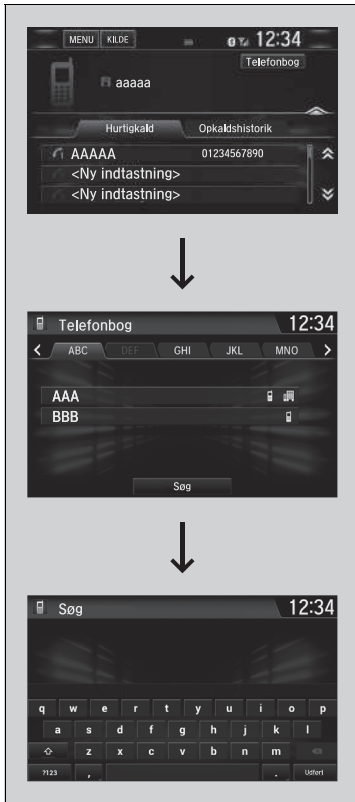 MENU KILDE 12:34
Telefonbog
aaaaa
Hurtigkald Opkaldshistorik
AAAAA 01234567890
<Ny indtastning>
<Ny indtastning>
Telefonbog 12:34
ABC DEF GHI JKL MNO
AAA
BBB
Søg
Søg 12:34
q w e r t y u i o p
a s d f g h j k l
z x c v b n m
?123 , . Udført